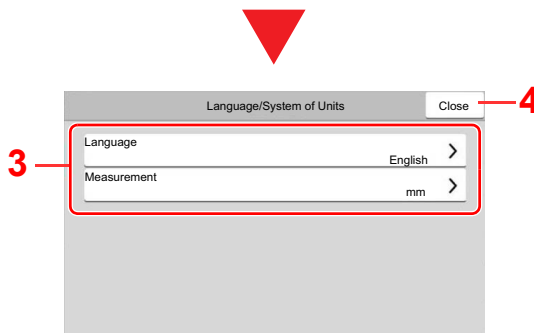 Language/System of Units Close 4
3
Language
English
Measurement
mm